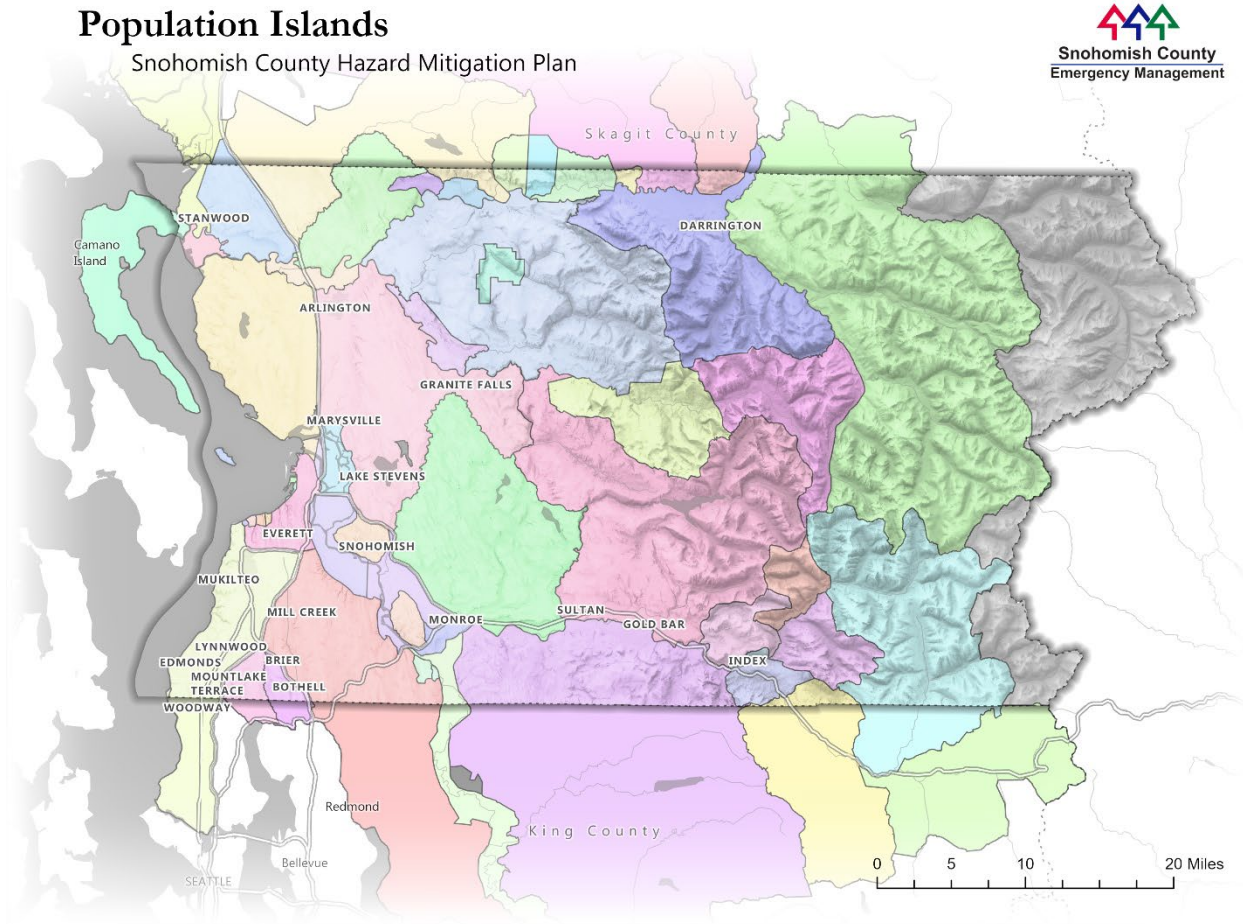 Population Islands
Snohomish County Hazard Mitigation Plan
Snohomish County
Emergency Management
Skagit County
STANWOOD
DARRINGTON
Camano
Island
ARLINGTON
GRANITE FALLS
MARYSVILLE
LAKE STEVENS
EVERETT
SNOHOMISH
MUKILTEO
MILL CREEK
SULTAN
MONROE
GOLD BAR
LYNNWOOD
EDMONDS
BRIER
INDEX
MOUNTLAKE
TERRACE
BOTHELL
WOODWAY
Redmond
King County
Bellevue
SEATTLE
0 5 10 20 Miles